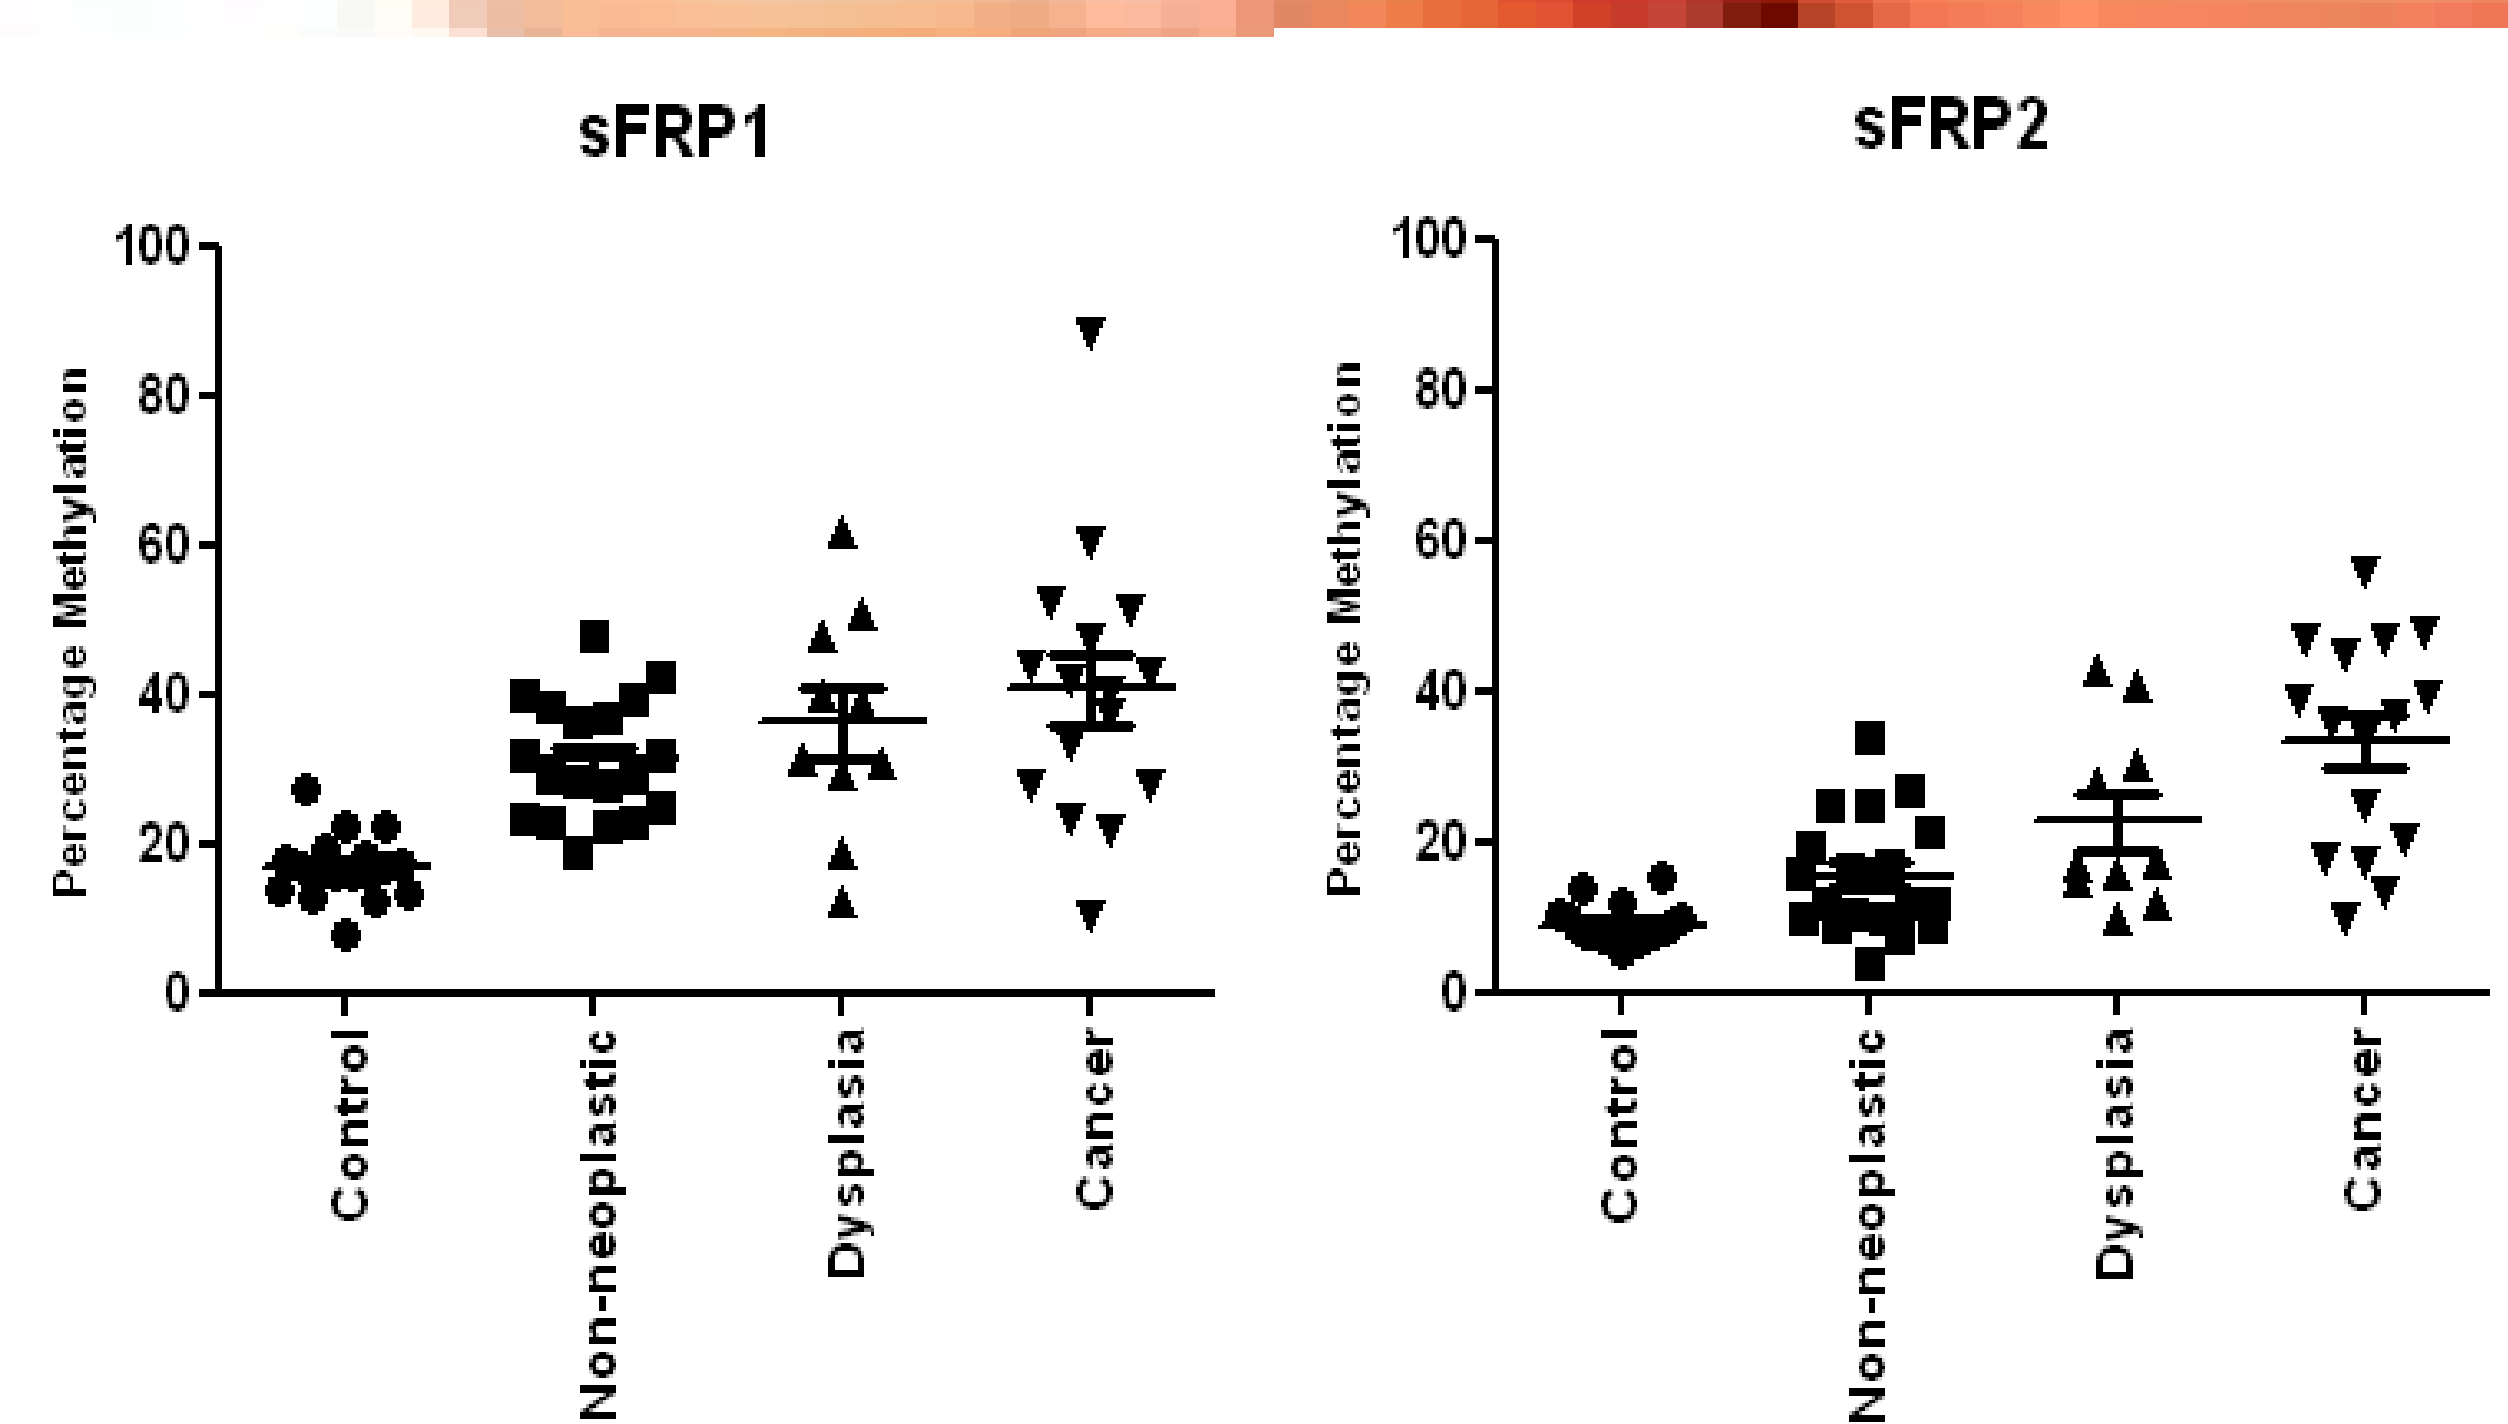 sFRP1
Percentage Methylation
100
80
60
40
20
0
Control
Non-neoplastic
Dysplasia
Cancer
sFRP2
Percentage Methylation
100
80
60
40
20
0
Control
Non-neoplastic
Dysplasia
Cancer